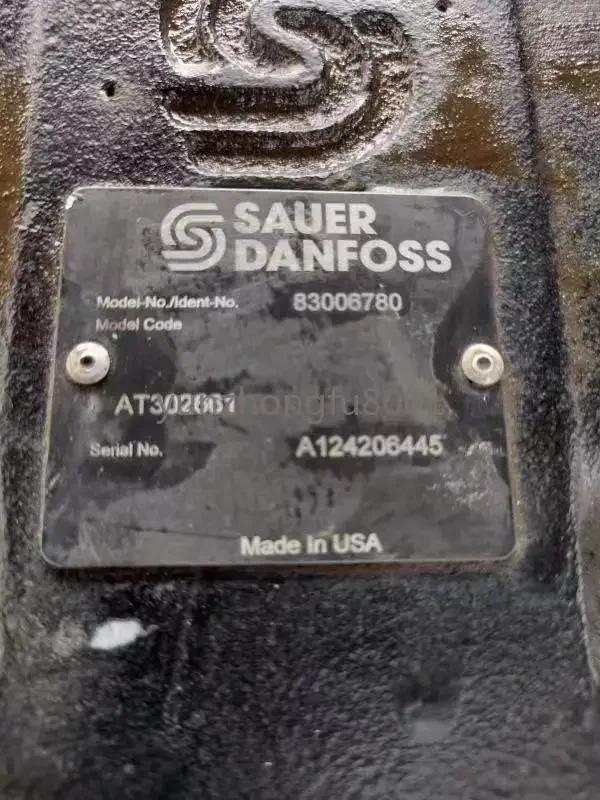 SAUER
DANFOSS
Model-No./Ident-No. 83006780
Model Code
Serial No. A124206445
Made In USA